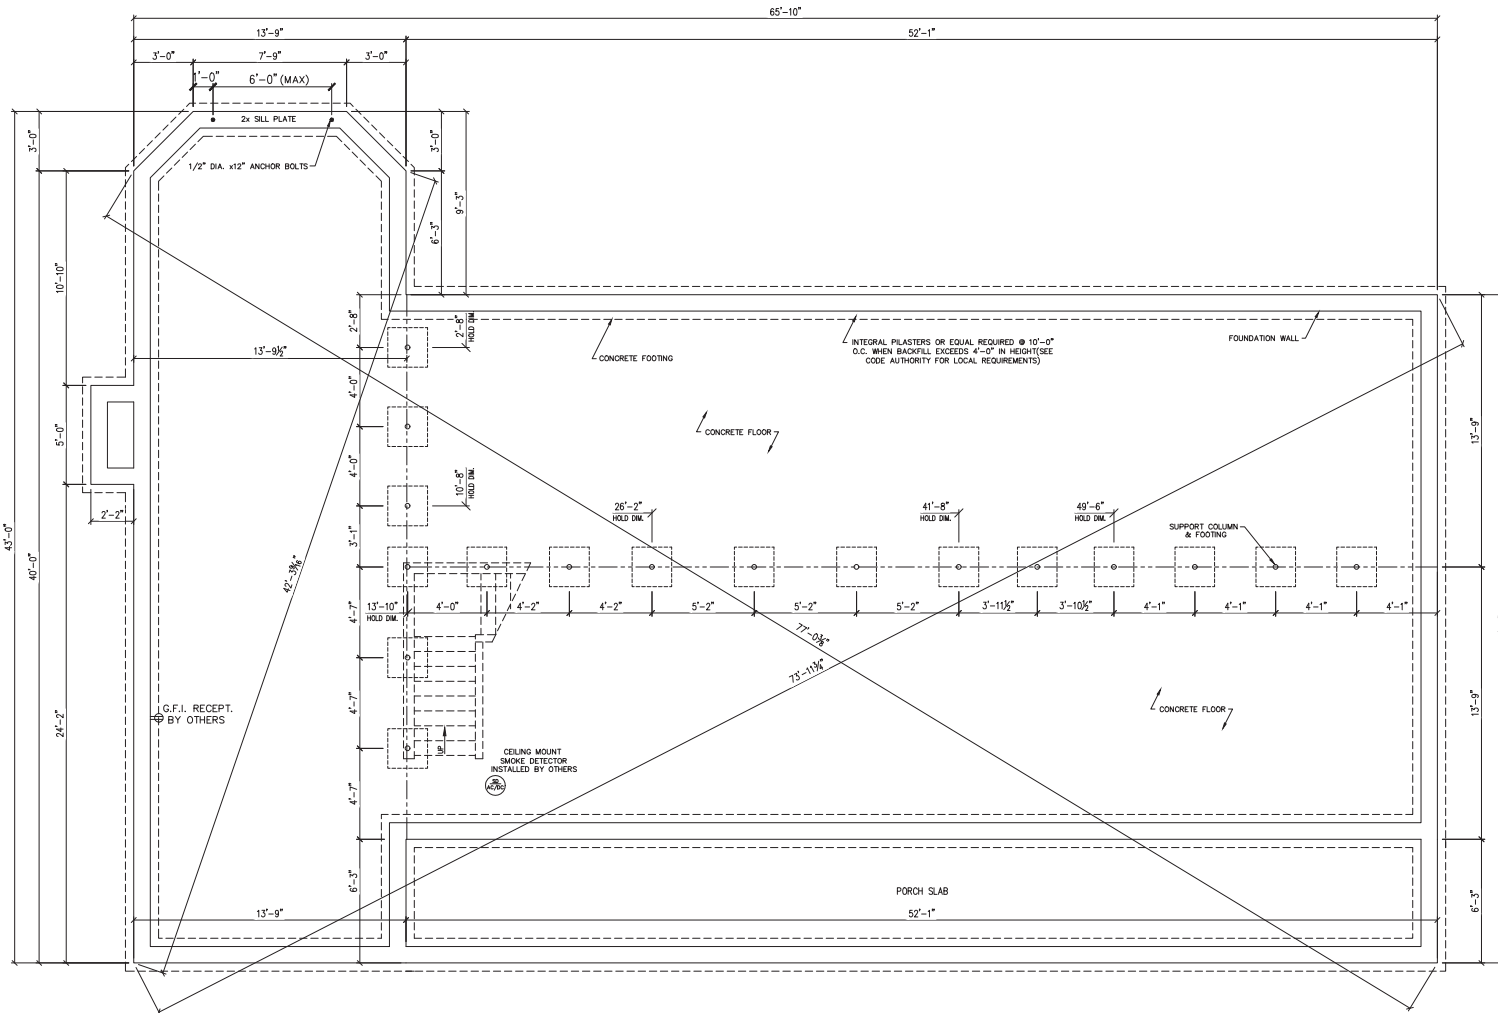 65'-10"
13'-9"
52'-1"
3'-0"
7'-9"
3'-0"
1'-0"
6'-0" (MAX)
2x SILL PLATE
1/2" DIA. x12" ANCHOR BOLTS
3'-0"
3'-0"
9'-3"
6'-3"
10'-10"
5'-0"
2'-2"
24'-2"
43'-0"
40'-0"
13'-9½"
2'-8"
2'-8"
HOLD DIM.
4'-0"
4'-0"
10'-8"
HOLD DIM.
3'-1"
CONCRETE FOOTING
INTEGRAL PILASTERS OR EQUAL REQUIRED @ 10'-0"
O.C. WHEN BACKFILL EXCEEDS 4'-0" IN HEIGHT(SEE
CODE AUTHORITY FOR LOCAL REQUIREMENTS)
FOUNDATION WALL
CONCRETE FLOOR
13'-9"
26'-2"
HOLD DIM.
41'-8"
HOLD DIM.
49'-6"
HOLD DIM.
SUPPORT COLUMN
& FOOTING
42'-3 9/16"
13'-10"
HOLD DIM.
4'-0"
4'-2"
4'-2"
5'-2"
5'-2"
5'-2"
3'-11½"
3'-10½"
4'-1"
4'-1"
4'-1"
4'-1"
4'-7"
4'-7"
4'-7"
77'-0⅜"
73'-11¾"
G.F.I. RECEPT.
BY OTHERS
UP
CEILING MOUNT
SMOKE DETECTOR
INSTALLED BY OTHERS
SD
AC/DC
CONCRETE FLOOR
13'-9"
6'-3"
PORCH SLAB
13'-9"
52'-1"
6'-3"